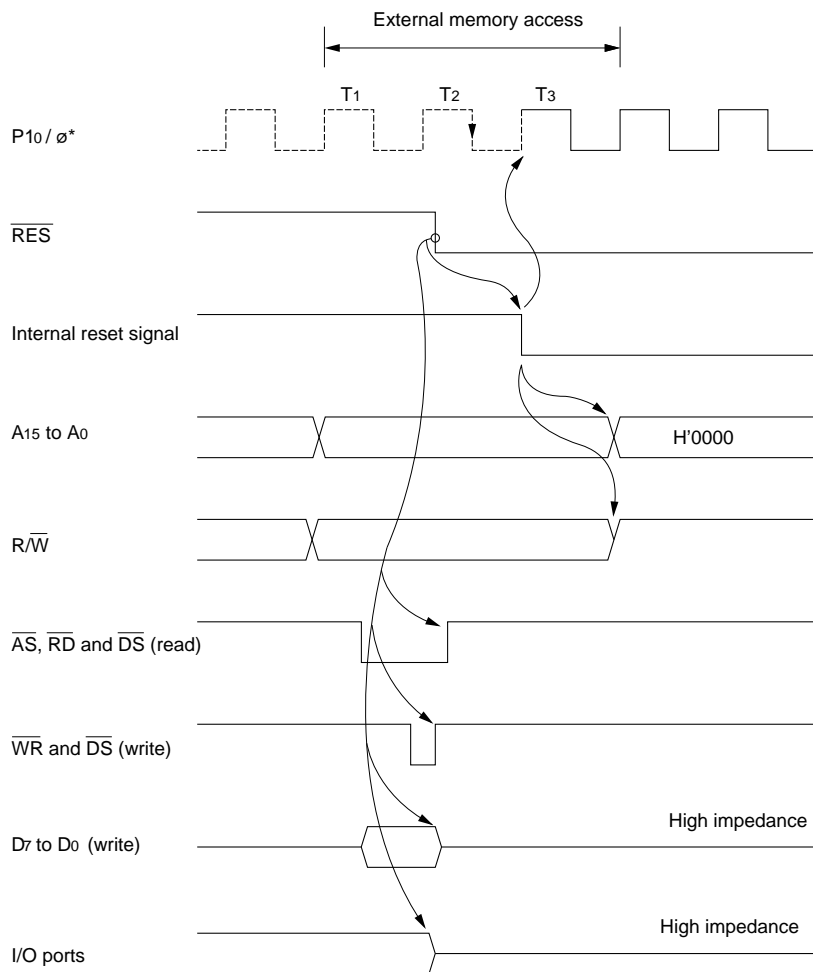 External memory access
T1 T2 T3
P10 / ø*
RES
Internal reset signal
A15 to A0
H'0000
R/W
AS, RD and DS (read)
WR and DS (write)
High impedance
D7 to D0 (write)
High impedance
I/O ports